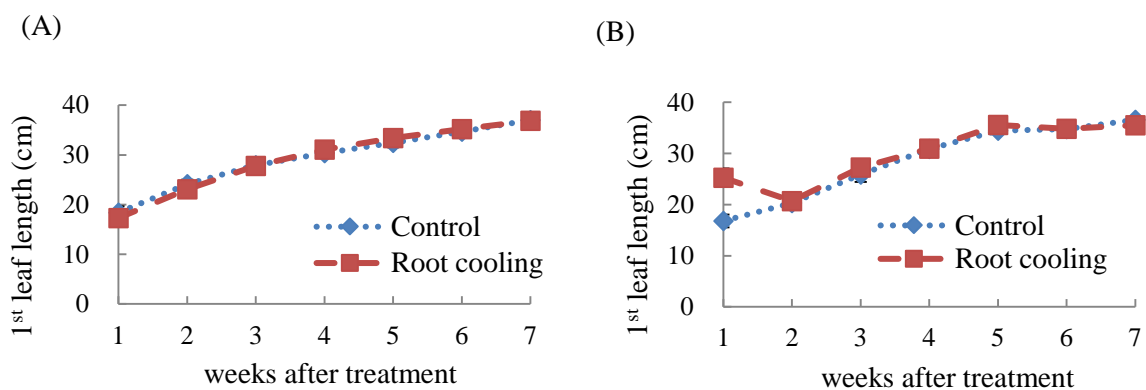 (A)
1st leaf length (cm)
40
30
20
10
0
Control
Root cooling
1 2 3 4 5 6 7
weeks after treatment
(B)
1st leaf length (cm)
40
30
20
10
0
Control
Root cooling
1 2 3 4 5 6 7
weeks after treatment